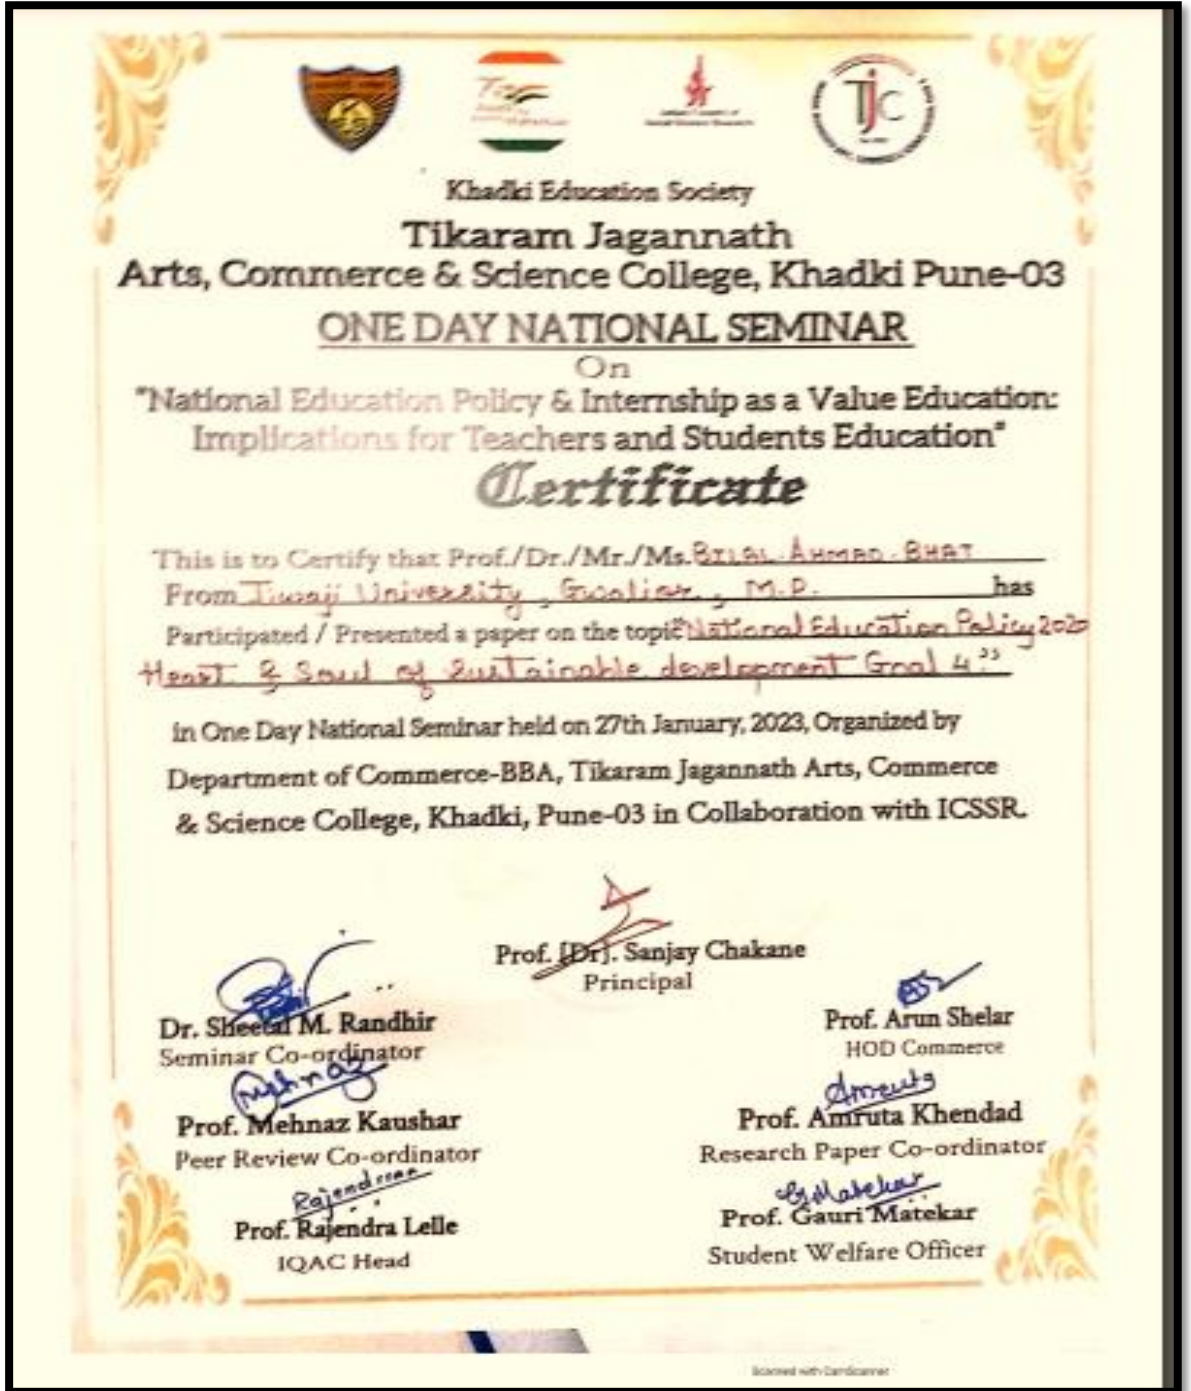 TJC
Khadki Education Society
Tikaram Jagannath
Arts, Commerce & Science College, Khadki Pune-03
ONE DAY NATIONAL SEMINAR
On
"National Education Policy & Internship as a Value Education:
Implications for Teachers and Students Education"
Certificate
This is to Certify that Prof./Dr./Mr./Ms. BILAL AHMAD BHAT
From Jiwaji University, Gwalior, M.P. has
Participated / Presented a paper on the topic "National Education Policy 2020
Heart & Soul of Sustainable development Goal 4."
in One Day National Seminar held on 27th January, 2023, Organized by
Department of Commerce-BBA, Tikaram Jagannath Arts, Commerce
& Science College, Khadki, Pune-03 in Collaboration with ICSSR.
Prof. [Dr]. Sanjay Chakane
Principal
Dr. Sheetal M. Randhir
Seminar Co-ordinator
Prof. Arun Shelar
HOD Commerce
Mehnaz
Prof. Mehnaz Kaushar
Peer Review Co-ordinator
Amruta
Prof. Amruta Khendad
Research Paper Co-ordinator
Prof. Rajendra Lelle
IQAC Head
GMatekar
Prof. Gauri Matekar
Student Welfare Officer
Scanned with CamScanner